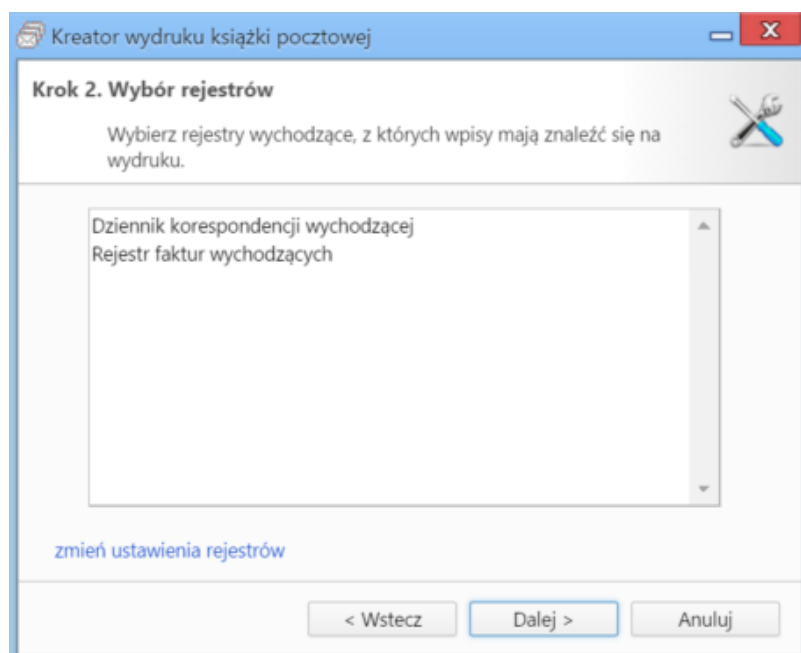 Kreator wydruku książki pocztowej
Krok 2. Wybór rejestrów
Wybierz rejestry wychodzące, z których wpisy mają znaleźć się na
wydruku.
Dziennik korespondencji wychodzącej
Rejestr faktur wychodzących
zmień ustawienia rejestrów
< Wstecz
Dalej >
Anuluj